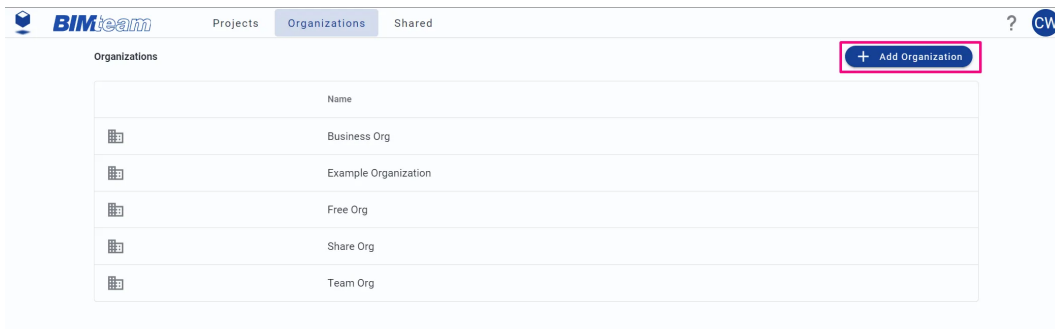 BIMteam Projects Organizations Shared ? CW
Organizations + Add Organization
Name
Business Org
Example Organization
Free Org
Share Org
Team Org